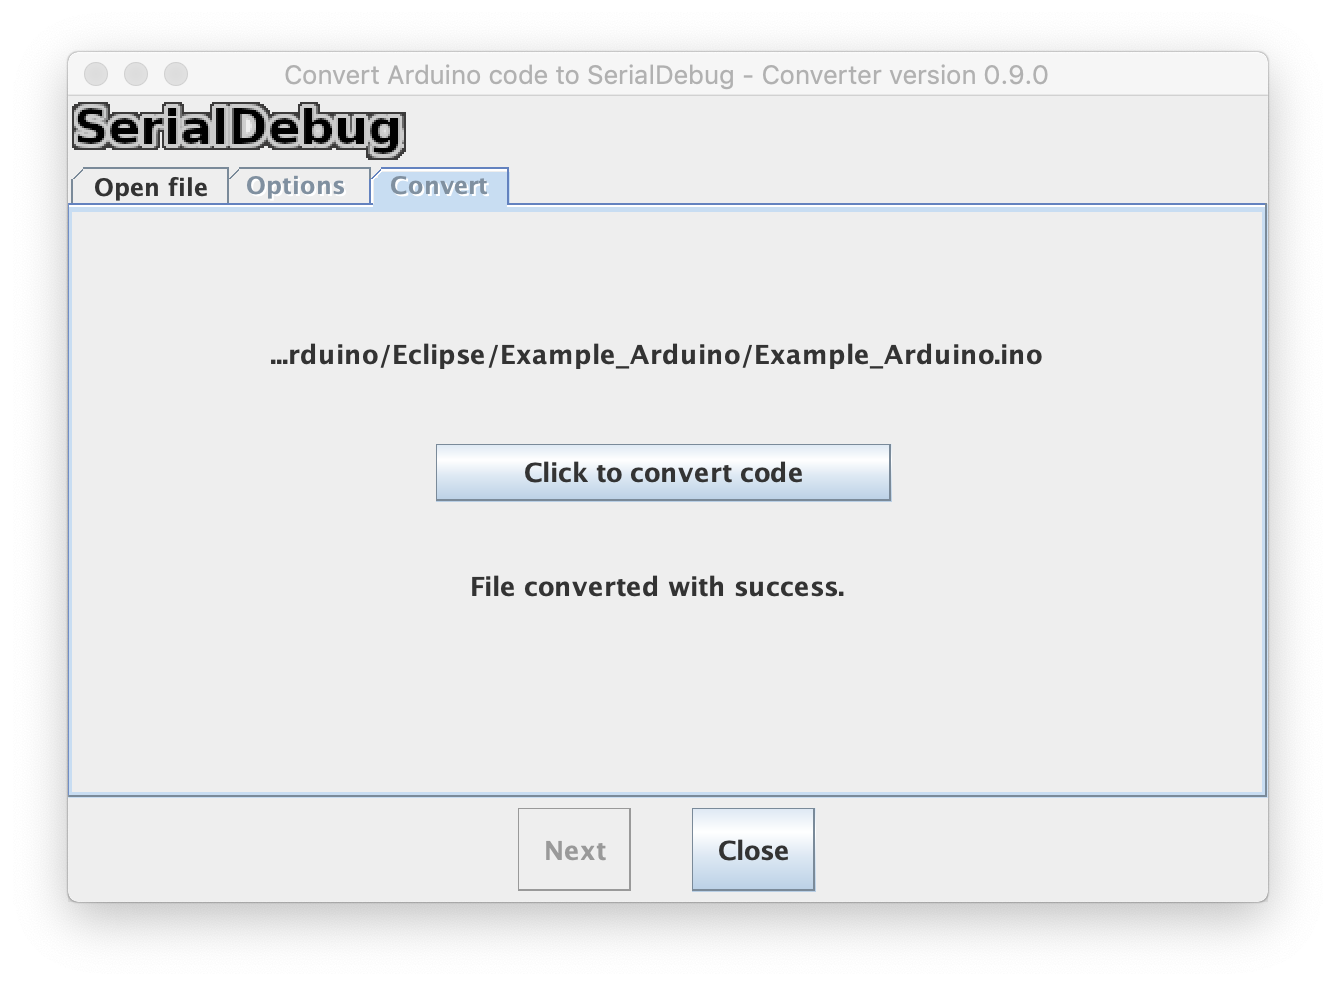 Convert Arduino code to SerialDebug - Converter version 0.9.0
SerialDebug
Open file Options Convert
...rduino/Eclipse/Example_Arduino/Example_Arduino.ino
Click to convert code
File converted with success.
Next Close